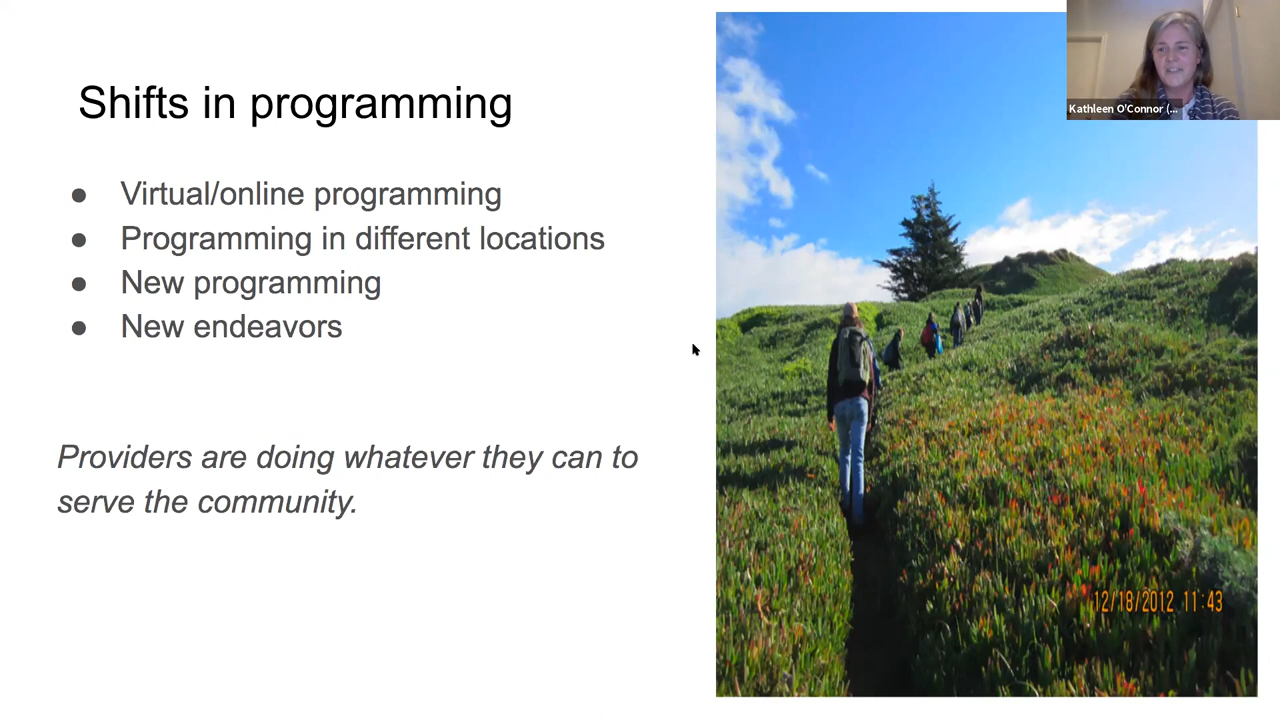 Kathleen O'Connor (...
Shifts in programming
● Virtual/online programming
● Programming in different locations
● New programming
● New endeavors
Providers are doing whatever they can to
serve the community.
12/18/2012 11:43